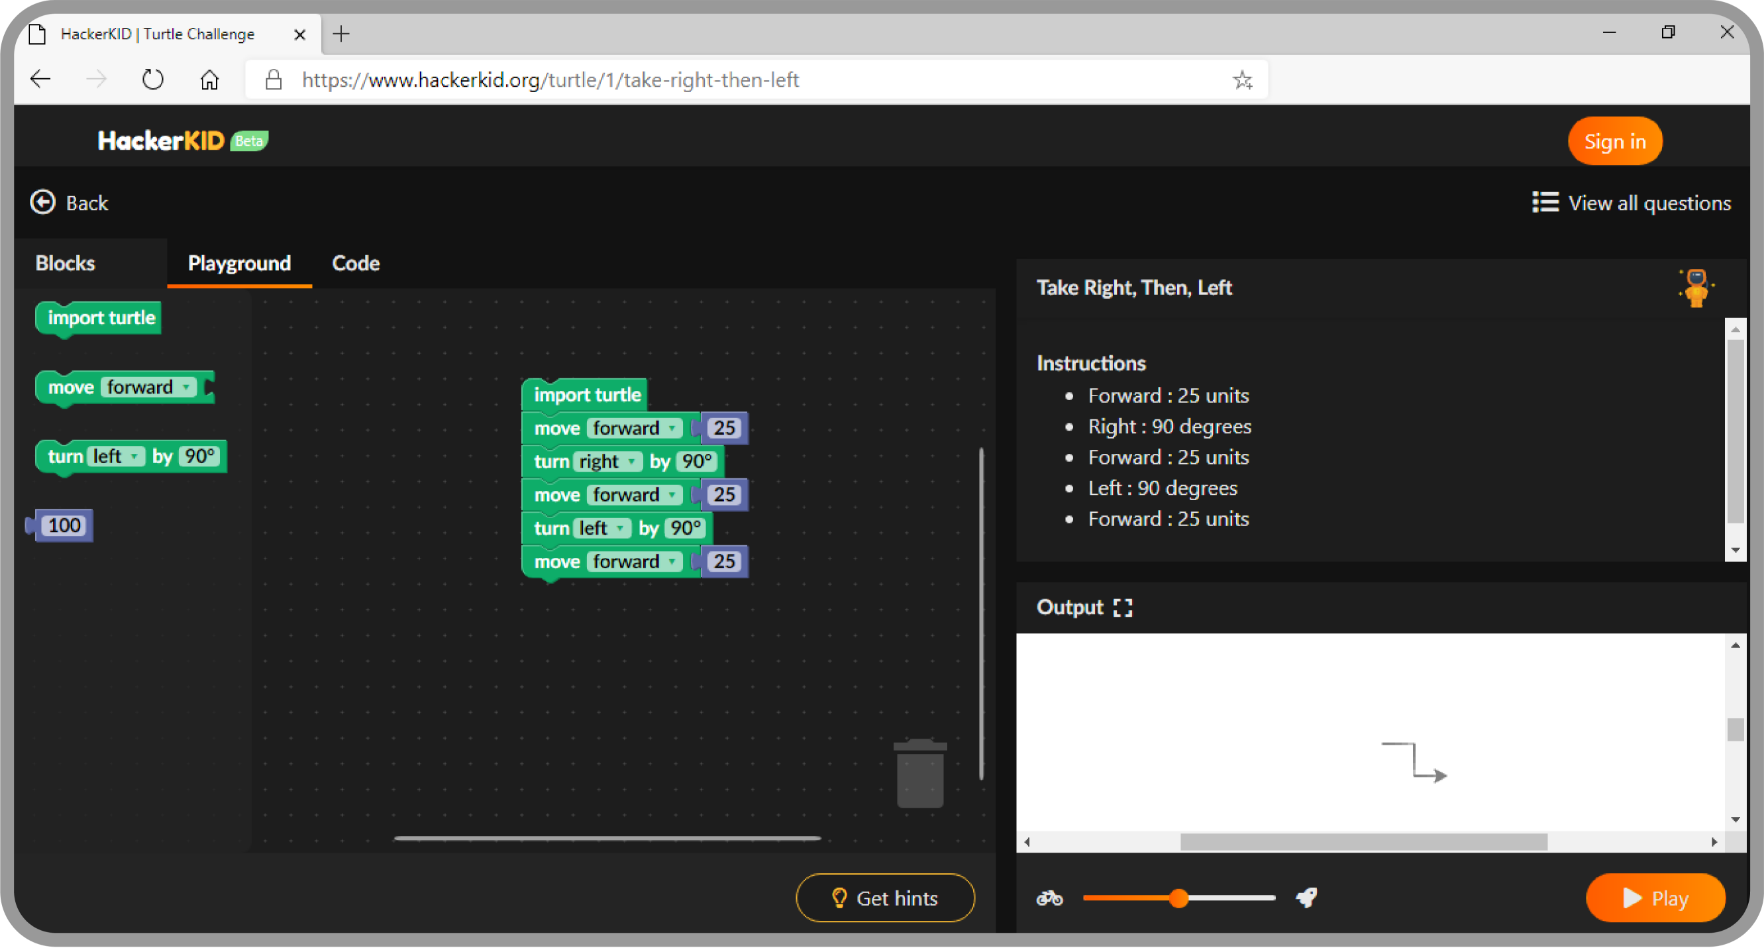 HackerKID | Turtle Challenge
https://www.hackerkid.org/turtle/1/take-right-then-left
HackerKID Beta
Sign in
Back
View all questions
Blocks
Playground
Code
import turtle
move forward
turn left by 90°
100
import turtle
move forward 25
turn right by 90°
move forward 25
turn left by 90°
move forward 25
Get hints
Take Right, Then, Left
Instructions
• Forward : 25 units
• Right : 90 degrees
• Forward : 25 units
• Left : 90 degrees
• Forward : 25 units
Output
Play